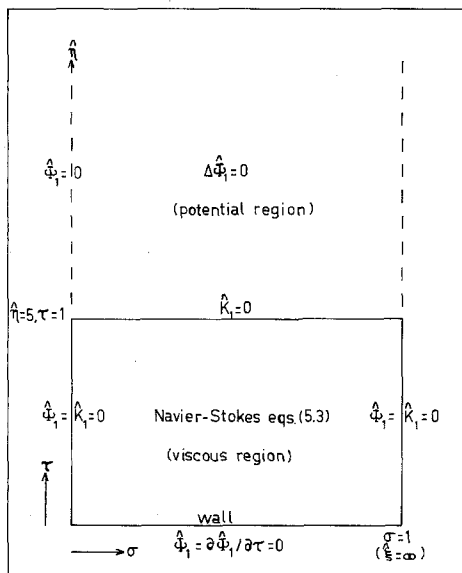 η̂
Φ̂₁=0
ΔΦ̂₁=0
(potential region)
K̂₁=0
η̂=5, τ=1
Φ̂₁=K̂₁=0
Navier-Stokes eqs.(5.3)
Φ̂₁=K̂₁=0
(viscous region)
τ
wall
σ
Φ̂₁=∂Φ̂₁/∂τ=0
σ=1
(ξ̂=∞)